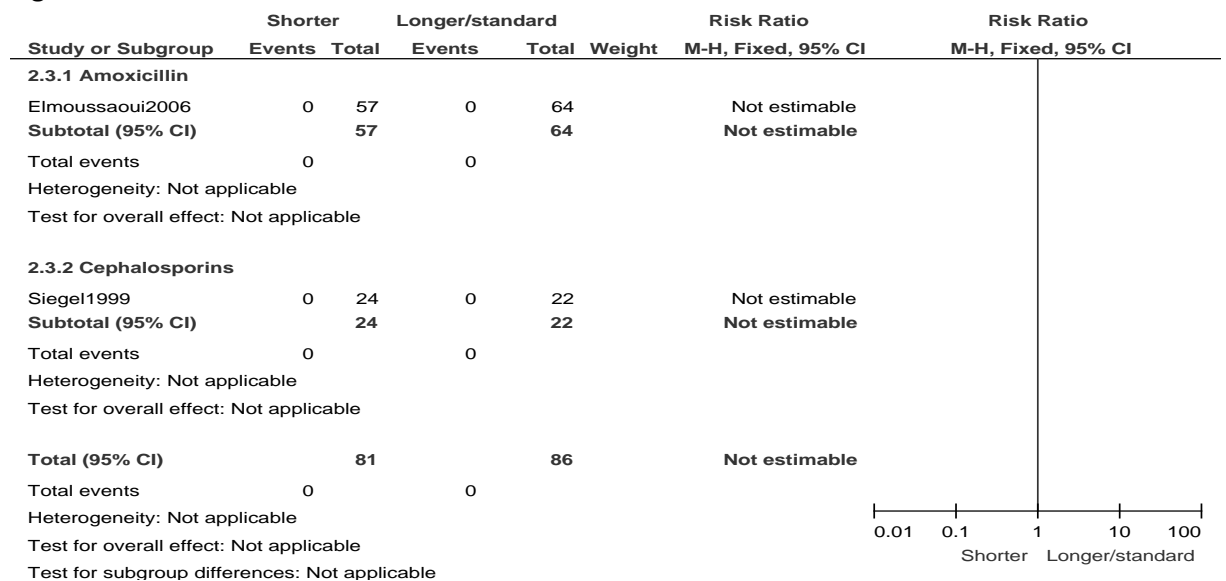 Shorter Longer/standard Risk Ratio Risk Ratio
Study or Subgroup Events Total Events Total Weight M-H, Fixed, 95% CI M-H, Fixed, 95% CI
2.3.1 Amoxicillin
Elmoussaoui2006 0 57 0 64 Not estimable
Subtotal (95% CI) 57 64 Not estimable
Total events 0 0
Heterogeneity: Not applicable
Test for overall effect: Not applicable
2.3.2 Cephalosporins
Siegel1999 0 24 0 22 Not estimable
Subtotal (95% CI) 24 22 Not estimable
Total events 0 0
Heterogeneity: Not applicable
Test for overall effect: Not applicable
Total (95% CI) 81 86 Not estimable
Total events 0 0
Heterogeneity: Not applicable
Test for overall effect: Not applicable
Test for subgroup differences: Not applicable
0.01 0.1 1 10 100
Shorter Longer/standard